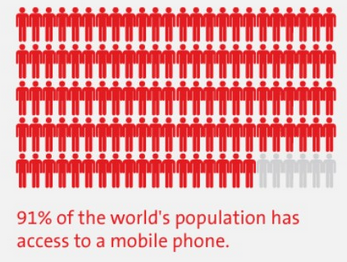 91% of the world's population has
access to a mobile phone.